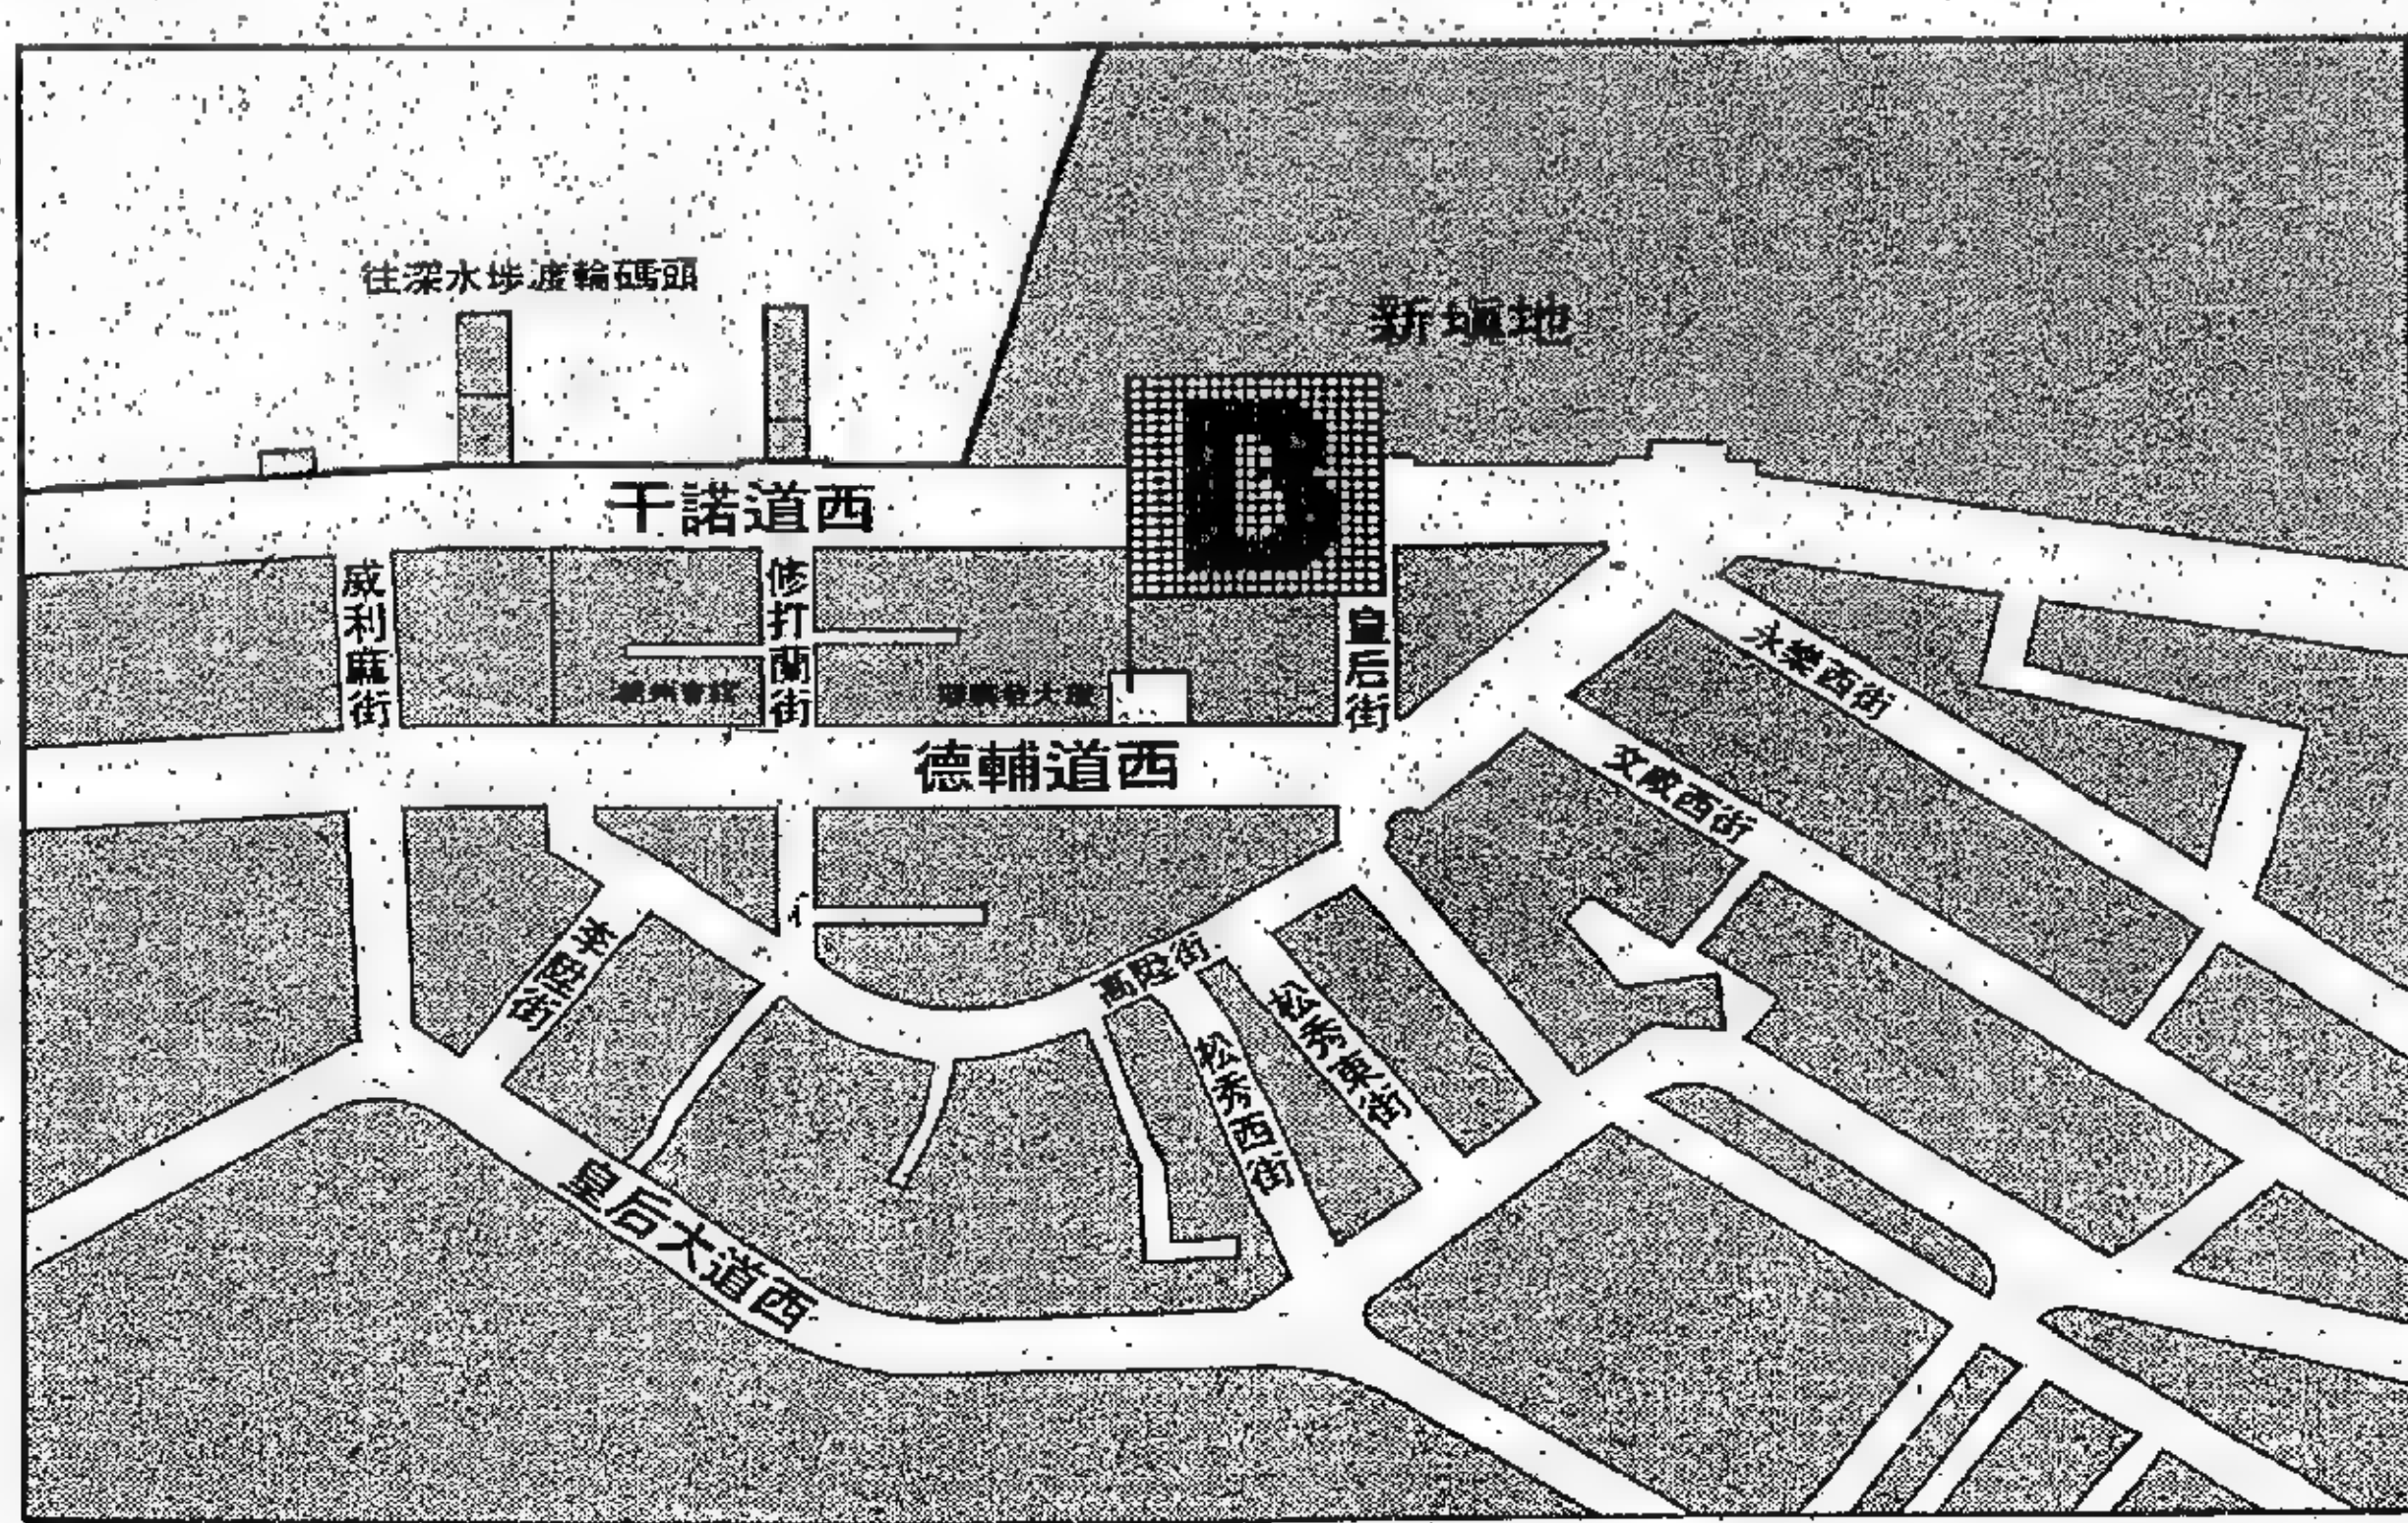 往深水埗渡輪碼頭
新填地
B
干諾道西
威利麻街
修打蘭街
皇后街
永樂西街
文咸西街
德輔道西
李陞街
高陞街
松秀西街
松秀東街
皇后大道西